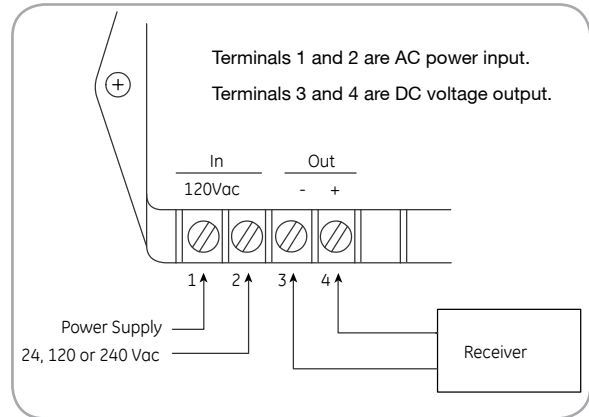 Terminals 1 and 2 are AC power input.
Terminals 3 and 4 are DC voltage output.
In Out
120Vac - +
1 2 3 4
Power Supply
24, 120 or 240 Vac
Receiver